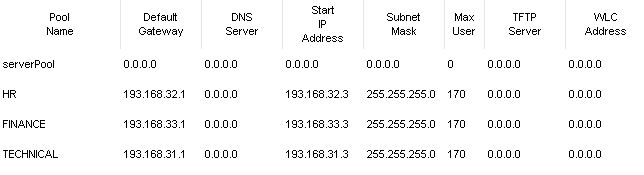 Pool Name Default Gateway DNS Server Start IP Address Subnet Mask Max User TFTP Server WLC Address
serverPool 0.0.0.0 0.0.0.0 0.0.0.0 0.0.0.0 0 0.0.0.0 0.0.0.0
HR 193.168.32.1 0.0.0.0 193.168.32.3 255.255.255.0 170 0.0.0.0 0.0.0.0
FINANCE 193.168.33.1 0.0.0.0 193.168.33.3 255.255.255.0 170 0.0.0.0 0.0.0.0
TECHNICAL 193.168.31.1 0.0.0.0 193.168.31.3 255.255.255.0 170 0.0.0.0 0.0.0.0